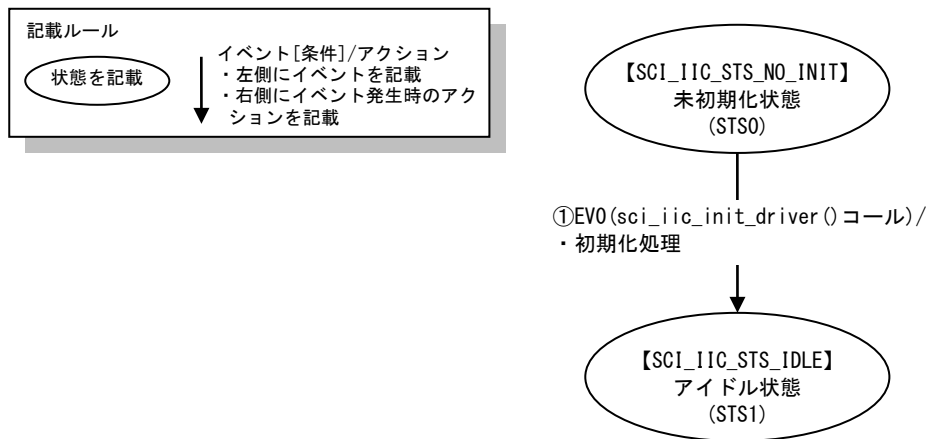 記載ルール
状態を記載
イベント[条件]/アクション
・左側にイベントを記載
・右側にイベント発生時のアク
ションを記載
【SCI_IIC_STS_NO_INIT】
未初期化状態
(STS0)
①EV0(sci_iic_init_driver()コール)/
・初期化処理
【SCI_IIC_STS_IDLE】
アイドル状態
(STS1)